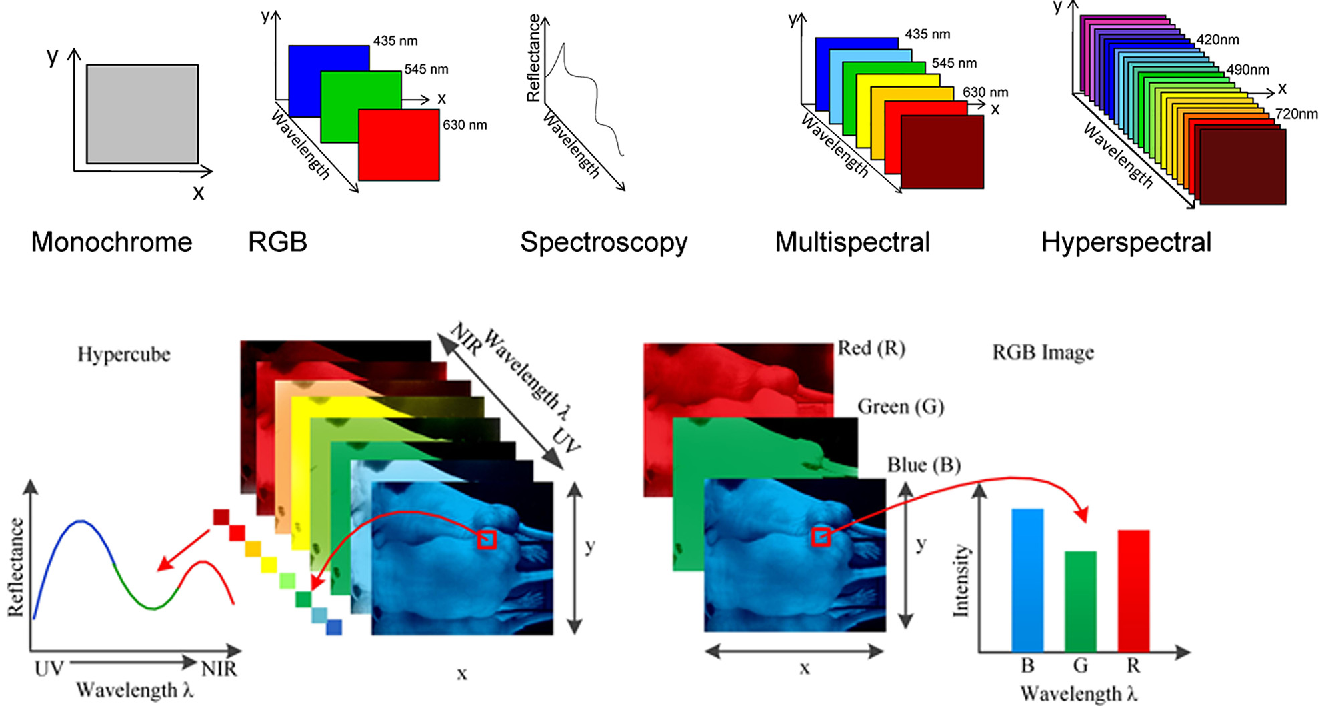 y
x
Monochrome
y
435 nm
545 nm
x
630 nm
Wavelength
RGB
Reflectance
Wavelength
Spectroscopy
y
435 nm
545 nm
630 nm
x
Wavelength
Multispectral
y
420nm
490nm
x
720nm
Wavelength
Hyperspectral
Hypercube
NIR
Wavelength λ
UV
y
x
Reflectance
UV
NIR
Wavelength λ
Red (R)
Green (G)
Blue (B)
y
x
RGB Image
Intensity
B
G
R
Wavelength λ